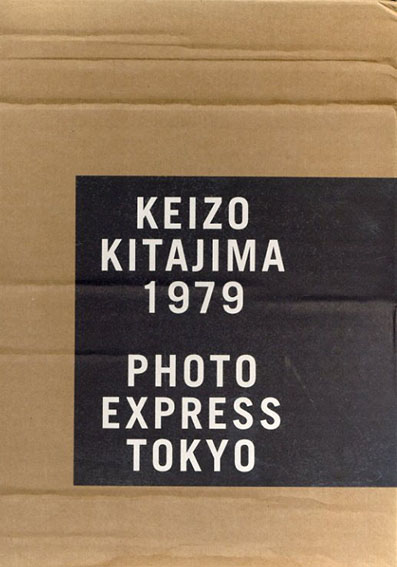 KEIZO
KITAJIMA
1979
PHOTO
EXPRESS
TOKYO